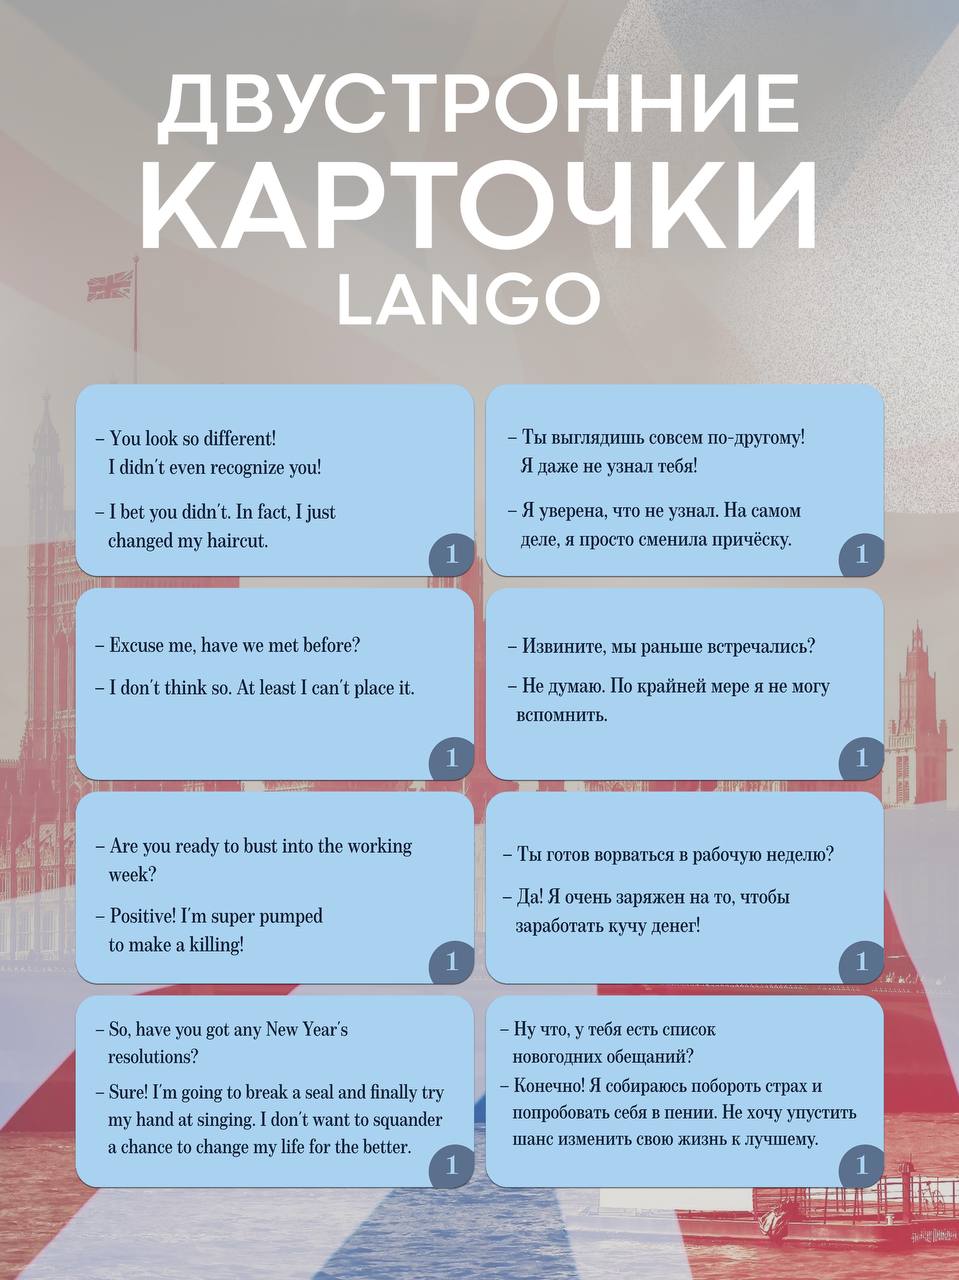 ДВУСТРОННИЕ
КАРТОЧКИ
LANGO
– You look so different!
I didn't even recognize you!
– I bet you didn't. In fact, I just
changed my haircut.
1
– Ты выглядишь совсем по-другому!
Я даже не узнал тебя!
– Я уверена, что не узнал. На самом
деле, я просто сменила причёску.
1
– Excuse me, have we met before?
– I don't think so. At least I can't place it.
1
– Извините, мы раньше встречались?
– Не думаю. По крайней мере я не могу
вспомнить.
1
– Are you ready to bust into the working
week?
– Positive! I'm super pumped
to make a killing!
1
– Ты готов ворваться в рабочую неделю?
– Да! Я очень заряжен на то, чтобы
заработать кучу денег!
1
– So, have you got any New Year's
resolutions?
– Sure! I'm going to break a seal and finally try
my hand at singing. I don't want to squander
a chance to change my life for the better.
1
– Ну что, у тебя есть список
новогодних обещаний?
– Конечно! Я собираюсь побороть страх и
попробовать себя в пении. Не хочу упустить
шанс изменить свою жизнь к лучшему.
1